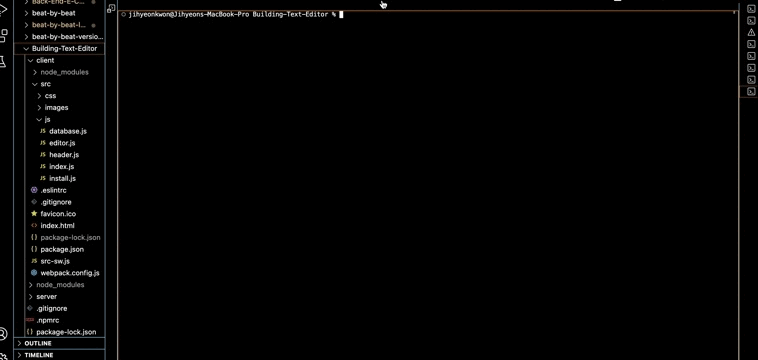 Back-End-E-C...
beat-by-beat
beat-by-beat-l...
beat-by-beat-versio...
Building-Text-Editor
client
node_modules
src
css
images
js
JS database.js
JS editor.js
JS header.js
JS index.js
JS install.js
.eslintrc
.gitignore
favicon.ico
index.html
package-lock.json
package.json
src-sw.js
webpack.config.js
node_modules
server
.gitignore
.npmrc
package-lock.json
OUTLINE
TIMELINE
jihyeonkwon@Jihyeons-MacBook-Pro Building-Text-Editor %